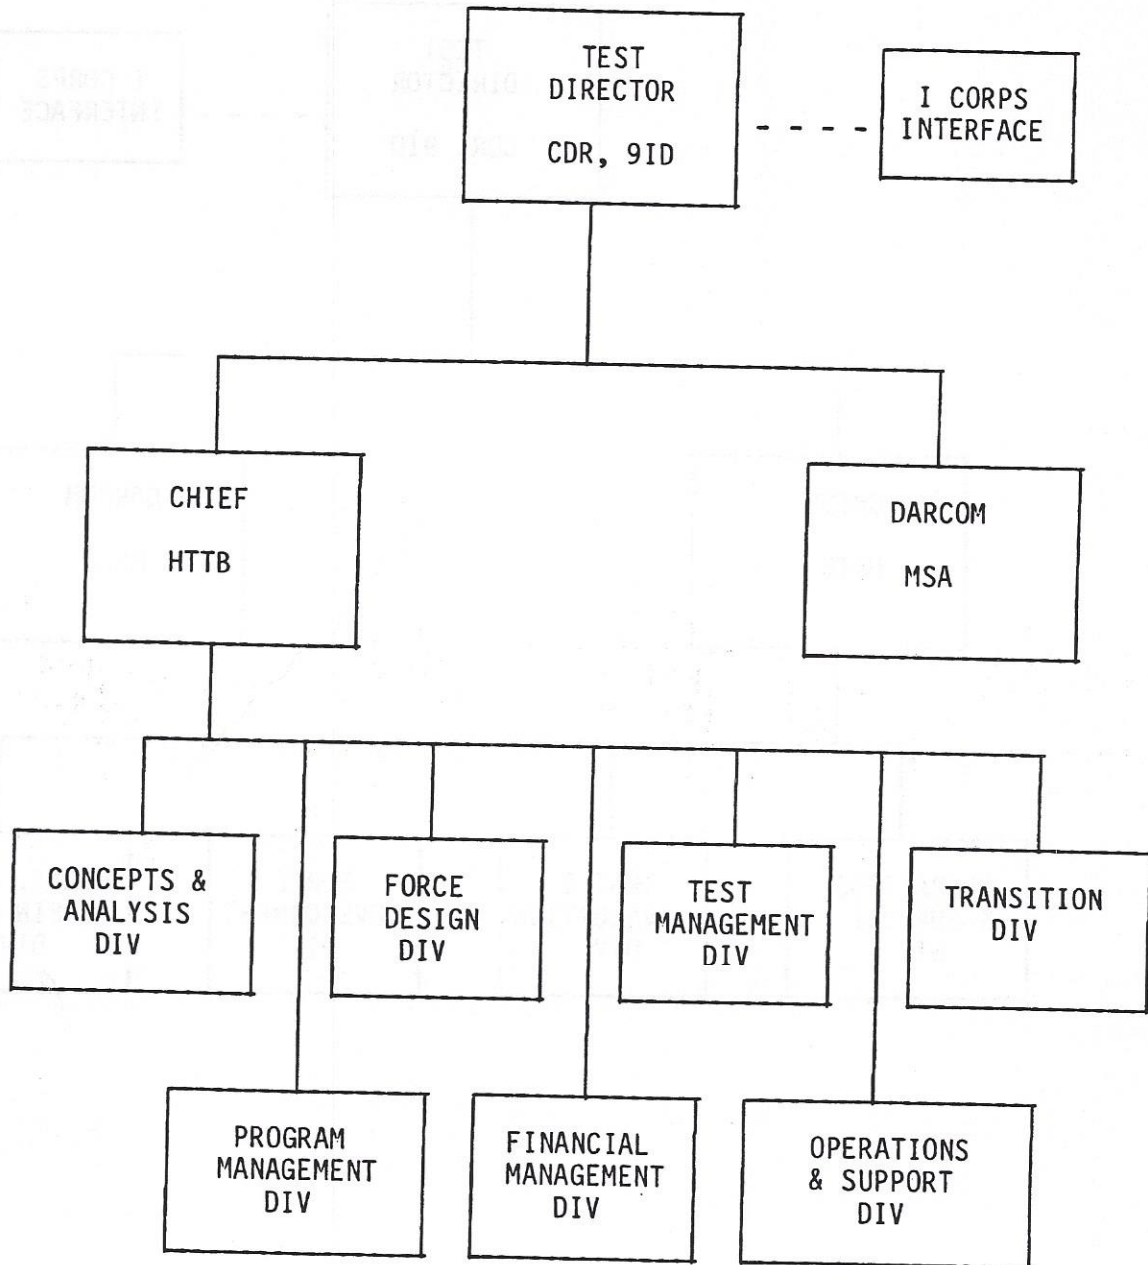 TEST
DIRECTOR
CDR, 9ID
I CORPS
INTERFACE
CHIEF
HTTB
DARCOM
MSA
CONCEPTS &
ANALYSIS
DIV
FORCE
DESIGN
DIV
TEST
MANAGEMENT
DIV
TRANSITION
DIV
PROGRAM
MANAGEMENT
DIV
FINANCIAL
MANAGEMENT
DIV
OPERATIONS
& SUPPORT
DIV